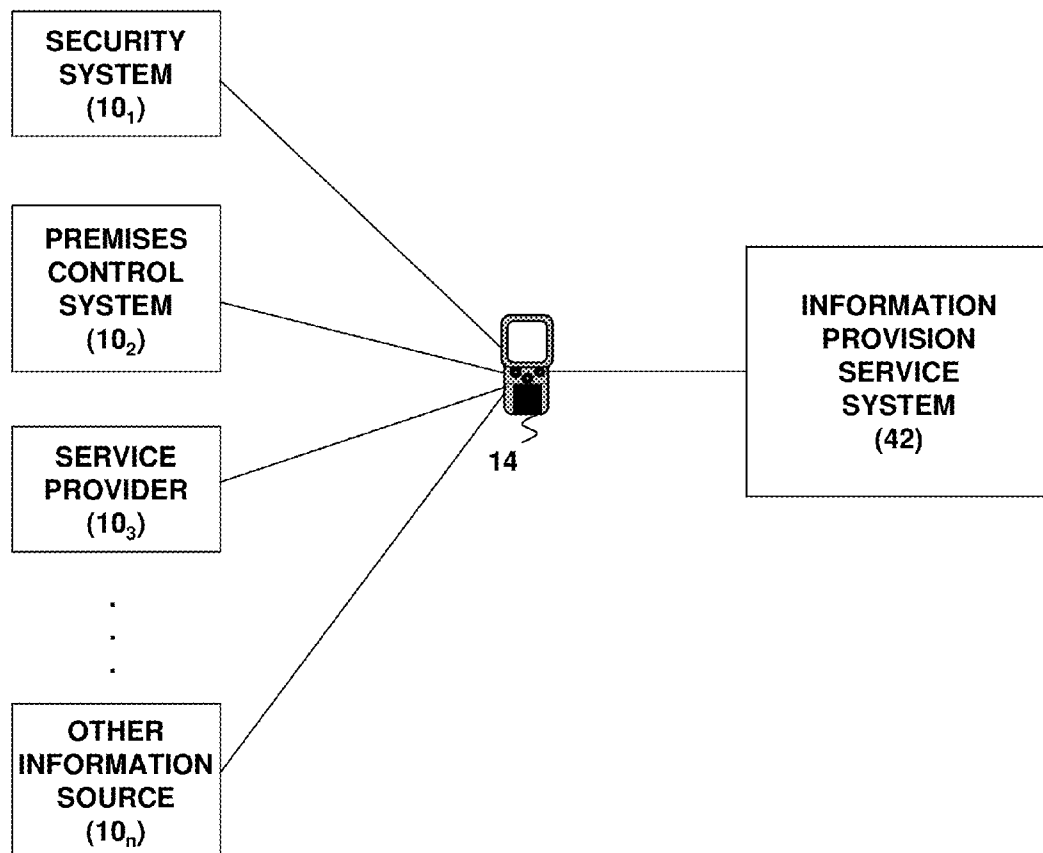 SECURITY
SYSTEM
(10₁)
PREMISES
CONTROL
SYSTEM
(10₂)
SERVICE
PROVIDER
(10₃)
.
.
.
OTHER
INFORMATION
SOURCE
(10ₙ)
14
INFORMATION
PROVISION
SERVICE
SYSTEM
(42)